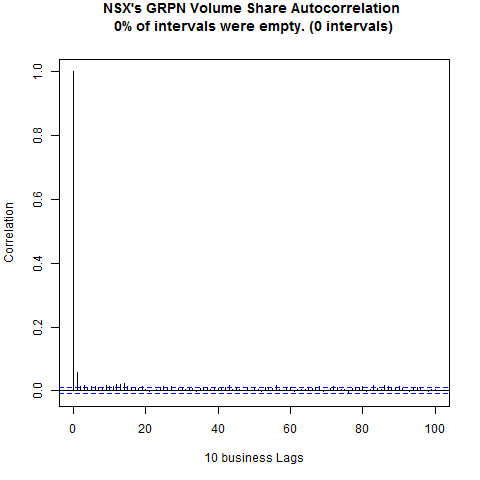 NSX's GRPN Volume Share Autocorrelation
0% of intervals were empty. (0 intervals)
1.0
0.8
0.6
0.4
0.2
0.0
Correlation
0 20 40 60 80 100
10 business Lags